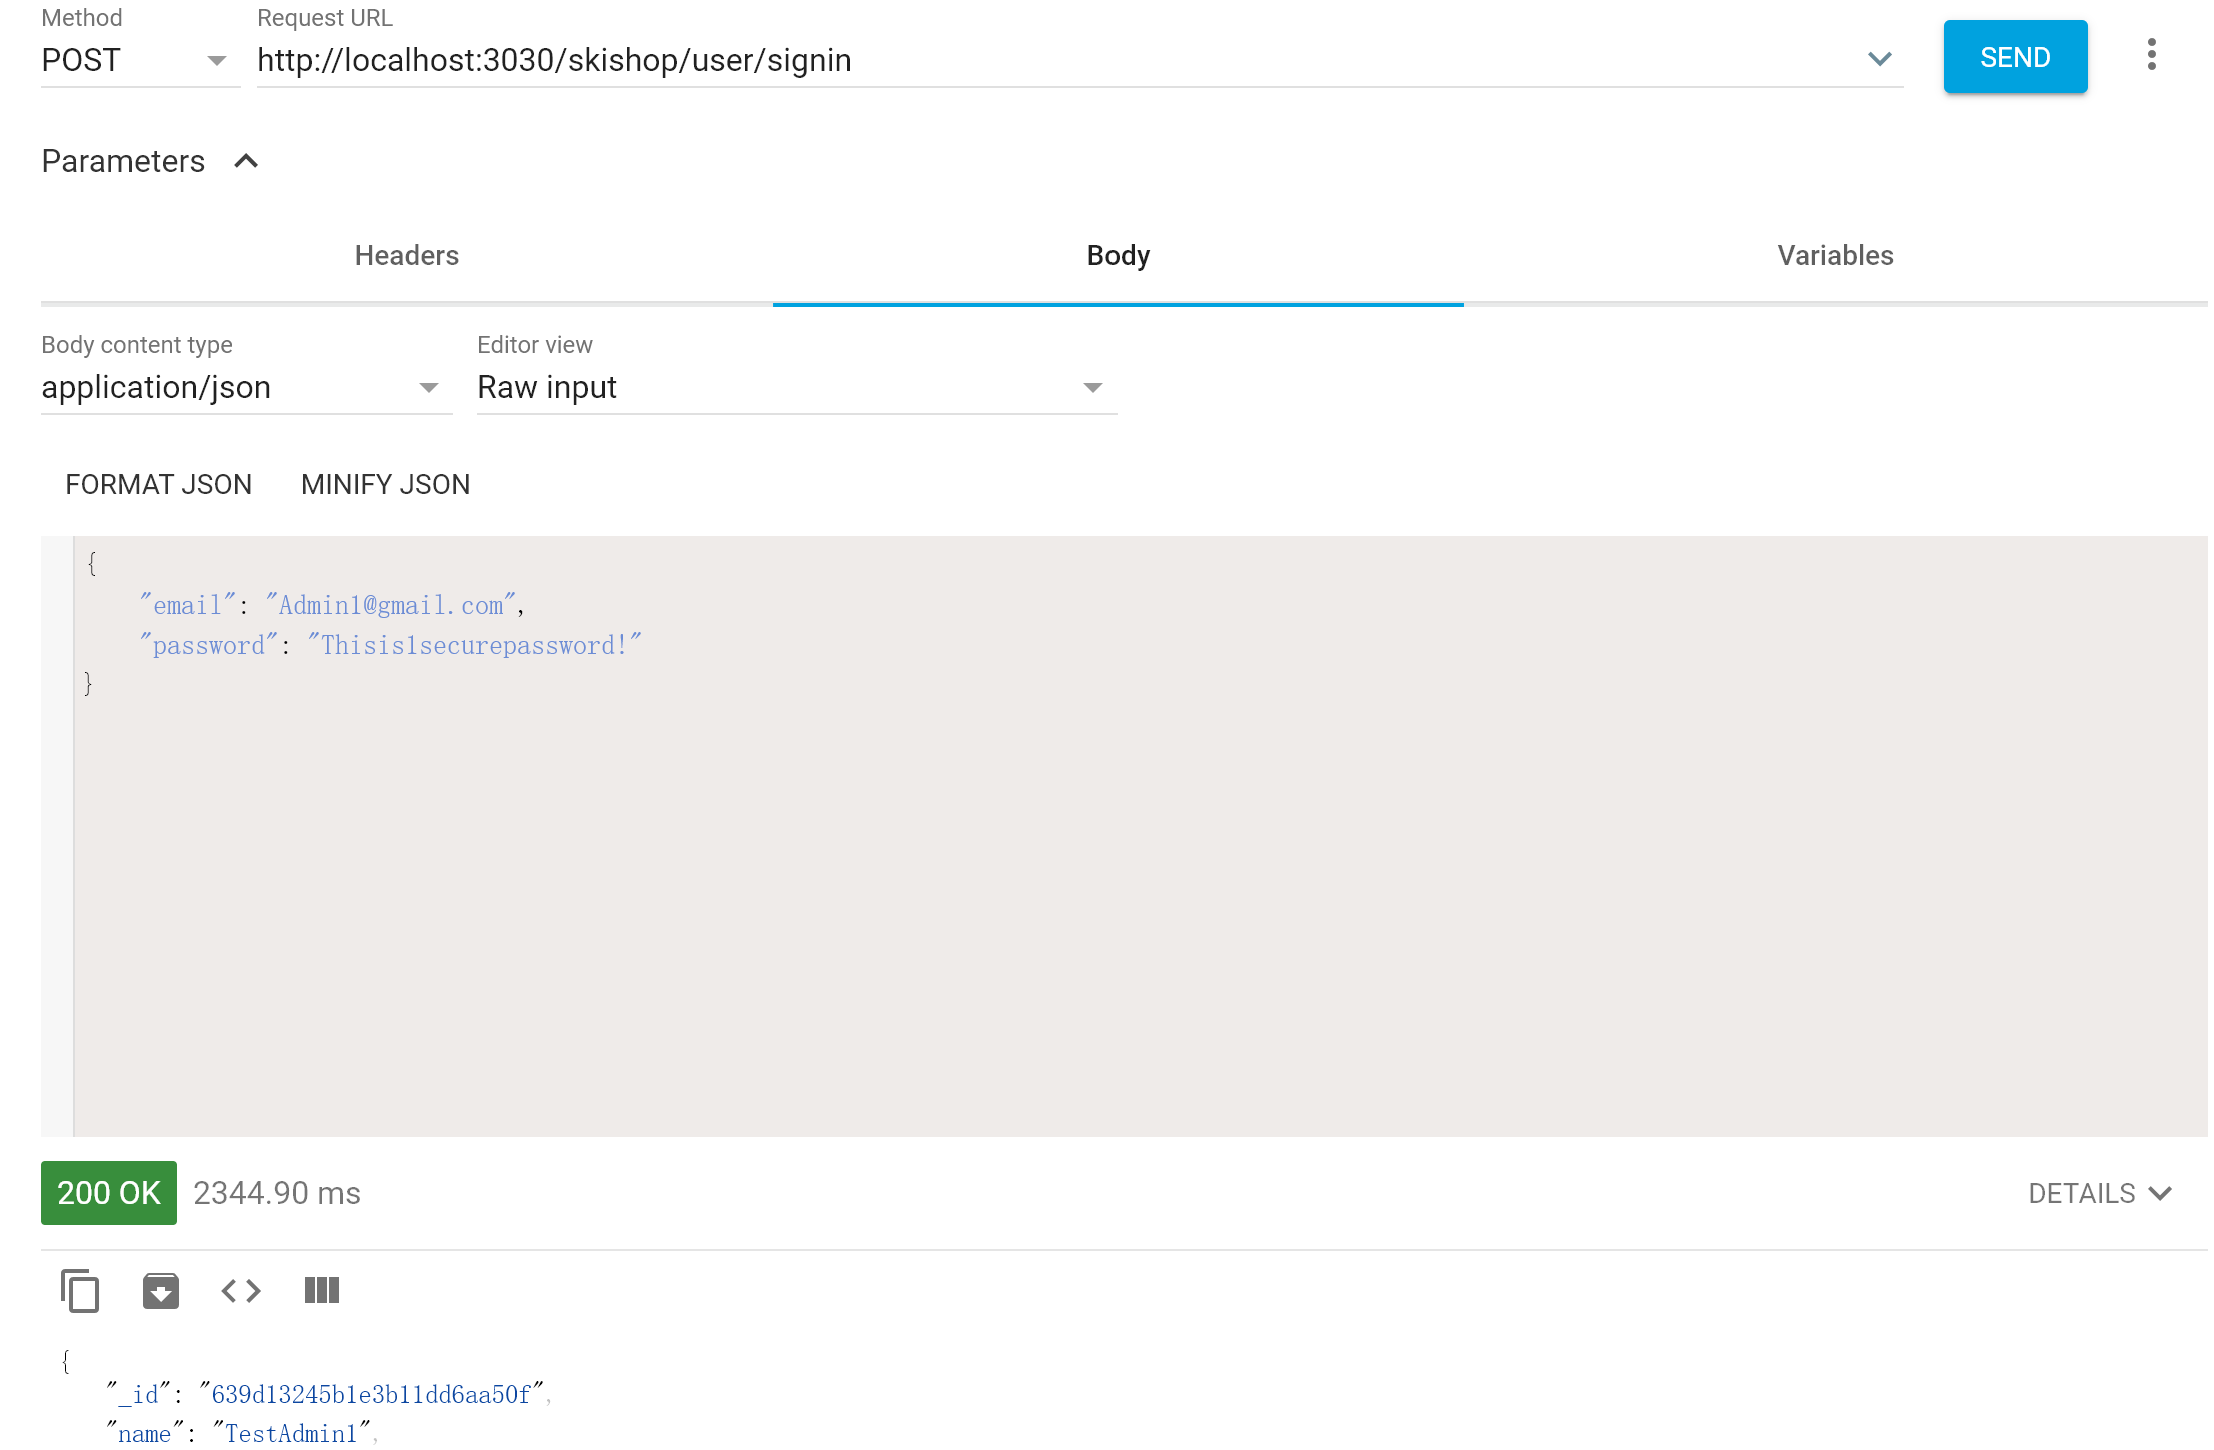 Method Request URL
POST http://localhost:3030/skishop/user/signin SEND
Parameters
Headers Body Variables
Body content type Editor view
application/json Raw input
FORMAT JSON MINIFY JSON
{
"email": "Admin1@gmail.com",
"password": "Thisis1securepassword!"
}
200 OK 2344.90 ms DETAILS
{
"_id": "639d13245b1e3b11dd6aa50f",
"name": "TestAdmin1",